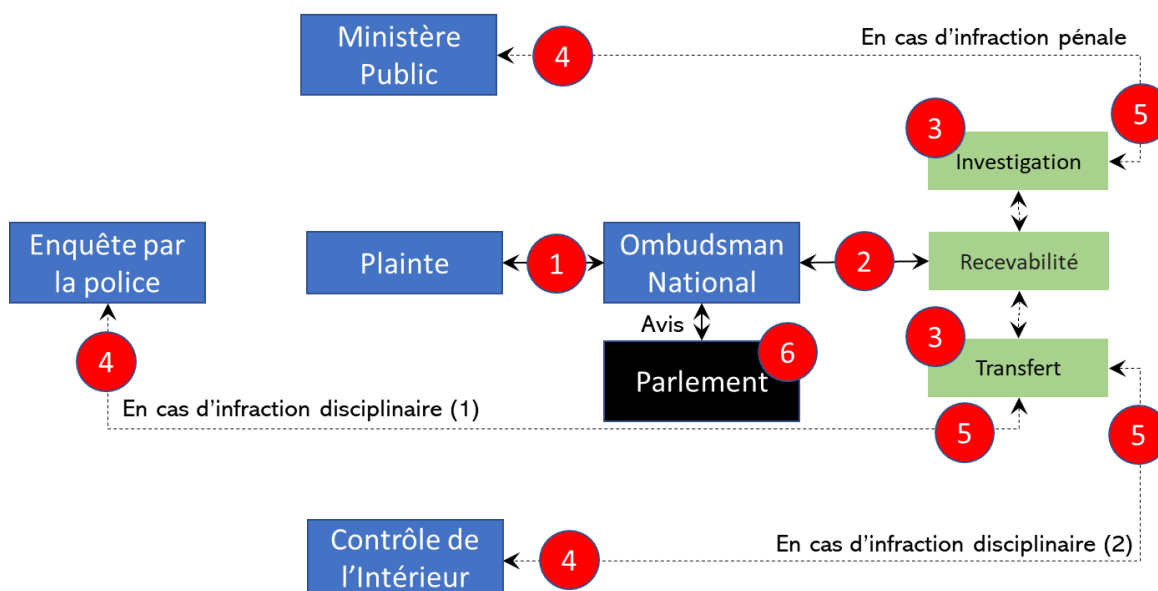 Ministère
Public
4
En cas d'infraction pénale
5
3
Investigation
Enquête par
la police
Plainte
1
Ombudsman
National
2
Recevabilité
Avis
6
Parlement
3
Transfert
4
En cas d'infraction disciplinaire (1)
5
5
Contrôle de
l'Intérieur
4
En cas d'infraction disciplinaire (2)